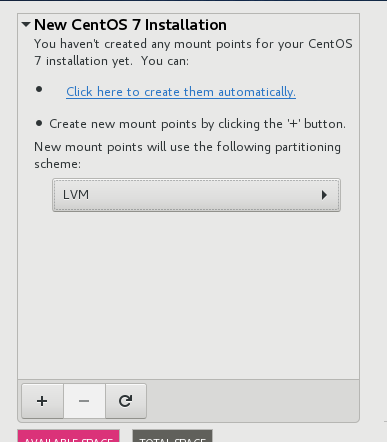 New CentOS 7 Installation
You haven't created any mount points for your CentOS
7 installation yet.  You can:
Click here to create them automatically.
Create new mount points by clicking the '+' button.
New mount points will use the following partitioning
scheme:
LVM
AVAILABLE SPACE
TOTAL SPACE